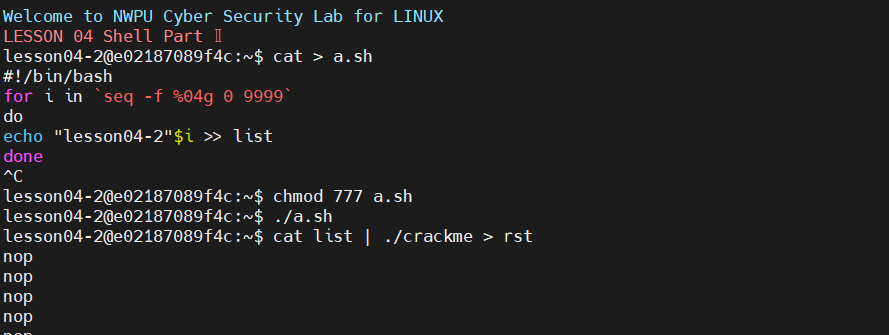 Welcome to NWPU Cyber Security Lab for LINUX
LESSON 04 Shell Part Ⅱ
lesson04-2@e02187089f4c:~$ cat > a.sh
#!/bin/bash
for i in `seq -f %04g 0 9999`
do
echo "lesson04-2"$i >> list
done
^C
lesson04-2@e02187089f4c:~$ chmod 777 a.sh
lesson04-2@e02187089f4c:~$ ./a.sh
lesson04-2@e02187089f4c:~$ cat list | ./crackme > rst
nop
nop
nop
nop
nop